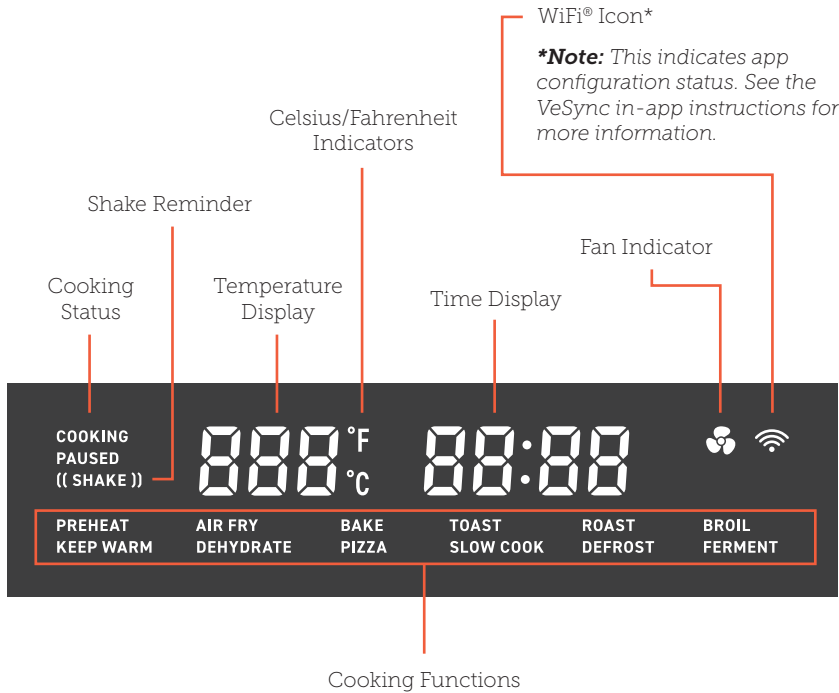 WiFi® Icon*
*Note: This indicates app
configuration status. See the
VeSync in-app instructions for
more information.
Celsius/Fahrenheit
Indicators
Shake Reminder
Fan Indicator
Cooking
Status
Temperature
Display
Time Display
COOKING
PAUSED
(( SHAKE ))
888 °F
°C
88:88
PREHEAT AIR FRY BAKE TOAST ROAST BROIL
KEEP WARM DEHYDRATE PIZZA SLOW COOK DEFROST FERMENT
Cooking Functions